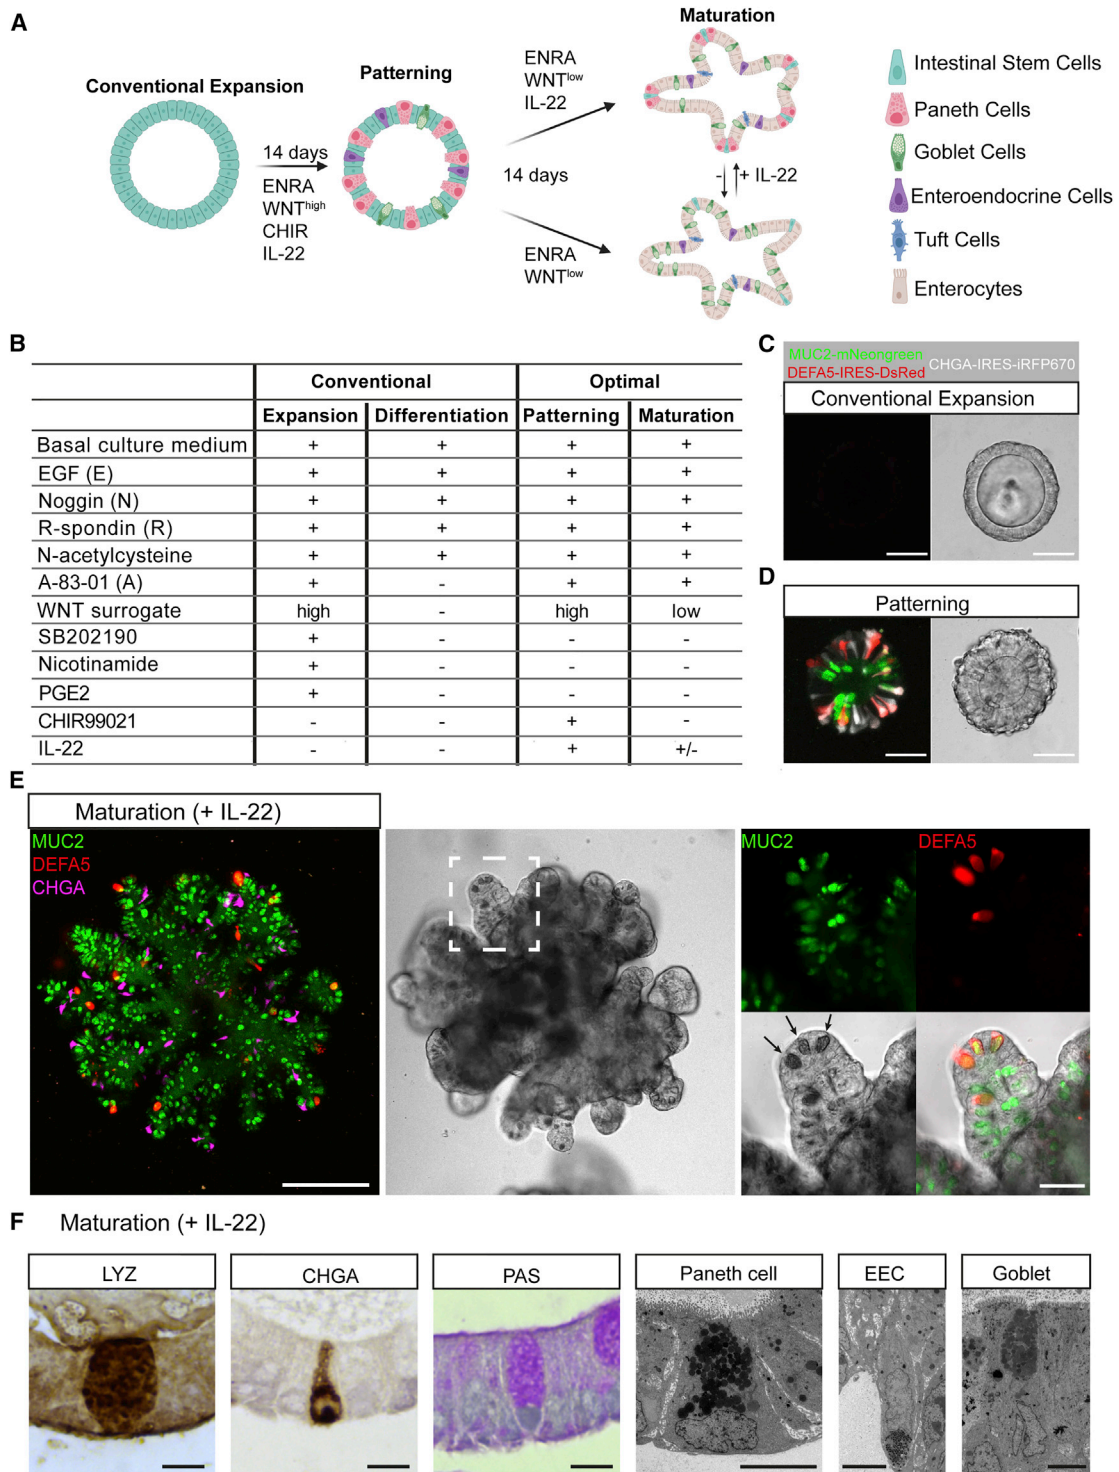 A
Conventional Expansion
14 days
ENRA
WNThigh
CHIR
IL-22
Patterning
ENRA
WNTlow
IL-22
14 days
ENRA
WNTlow
Maturation
- + IL-22
Intestinal Stem Cells
Paneth Cells
Goblet Cells
Enteroendocrine Cells
Tuft Cells
Enterocytes
B
Conventional Optimal
Expansion Differentiation Patterning Maturation
Basal culture medium + + + +
EGF (E) + + + +
Noggin (N) + + + +
R-spondin (R) + + + +
N-acetylcysteine + + + +
A-83-01 (A) + - + +
WNT surrogate high - high low
SB202190 + - - -
Nicotinamide + - - -
PGE2 + - - -
CHIR99021 - - + -
IL-22 - - + +/-
C
MUC2-mNeongreen
DEFA5-IRES-DsRed CHGA-IRES-iRFP670
Conventional Expansion
D
Patterning
E
Maturation (+ IL-22)
MUC2
DEFA5
CHGA
MUC2 DEFA5
F Maturation (+ IL-22)
LYZ CHGA PAS Paneth cell EEC Goblet